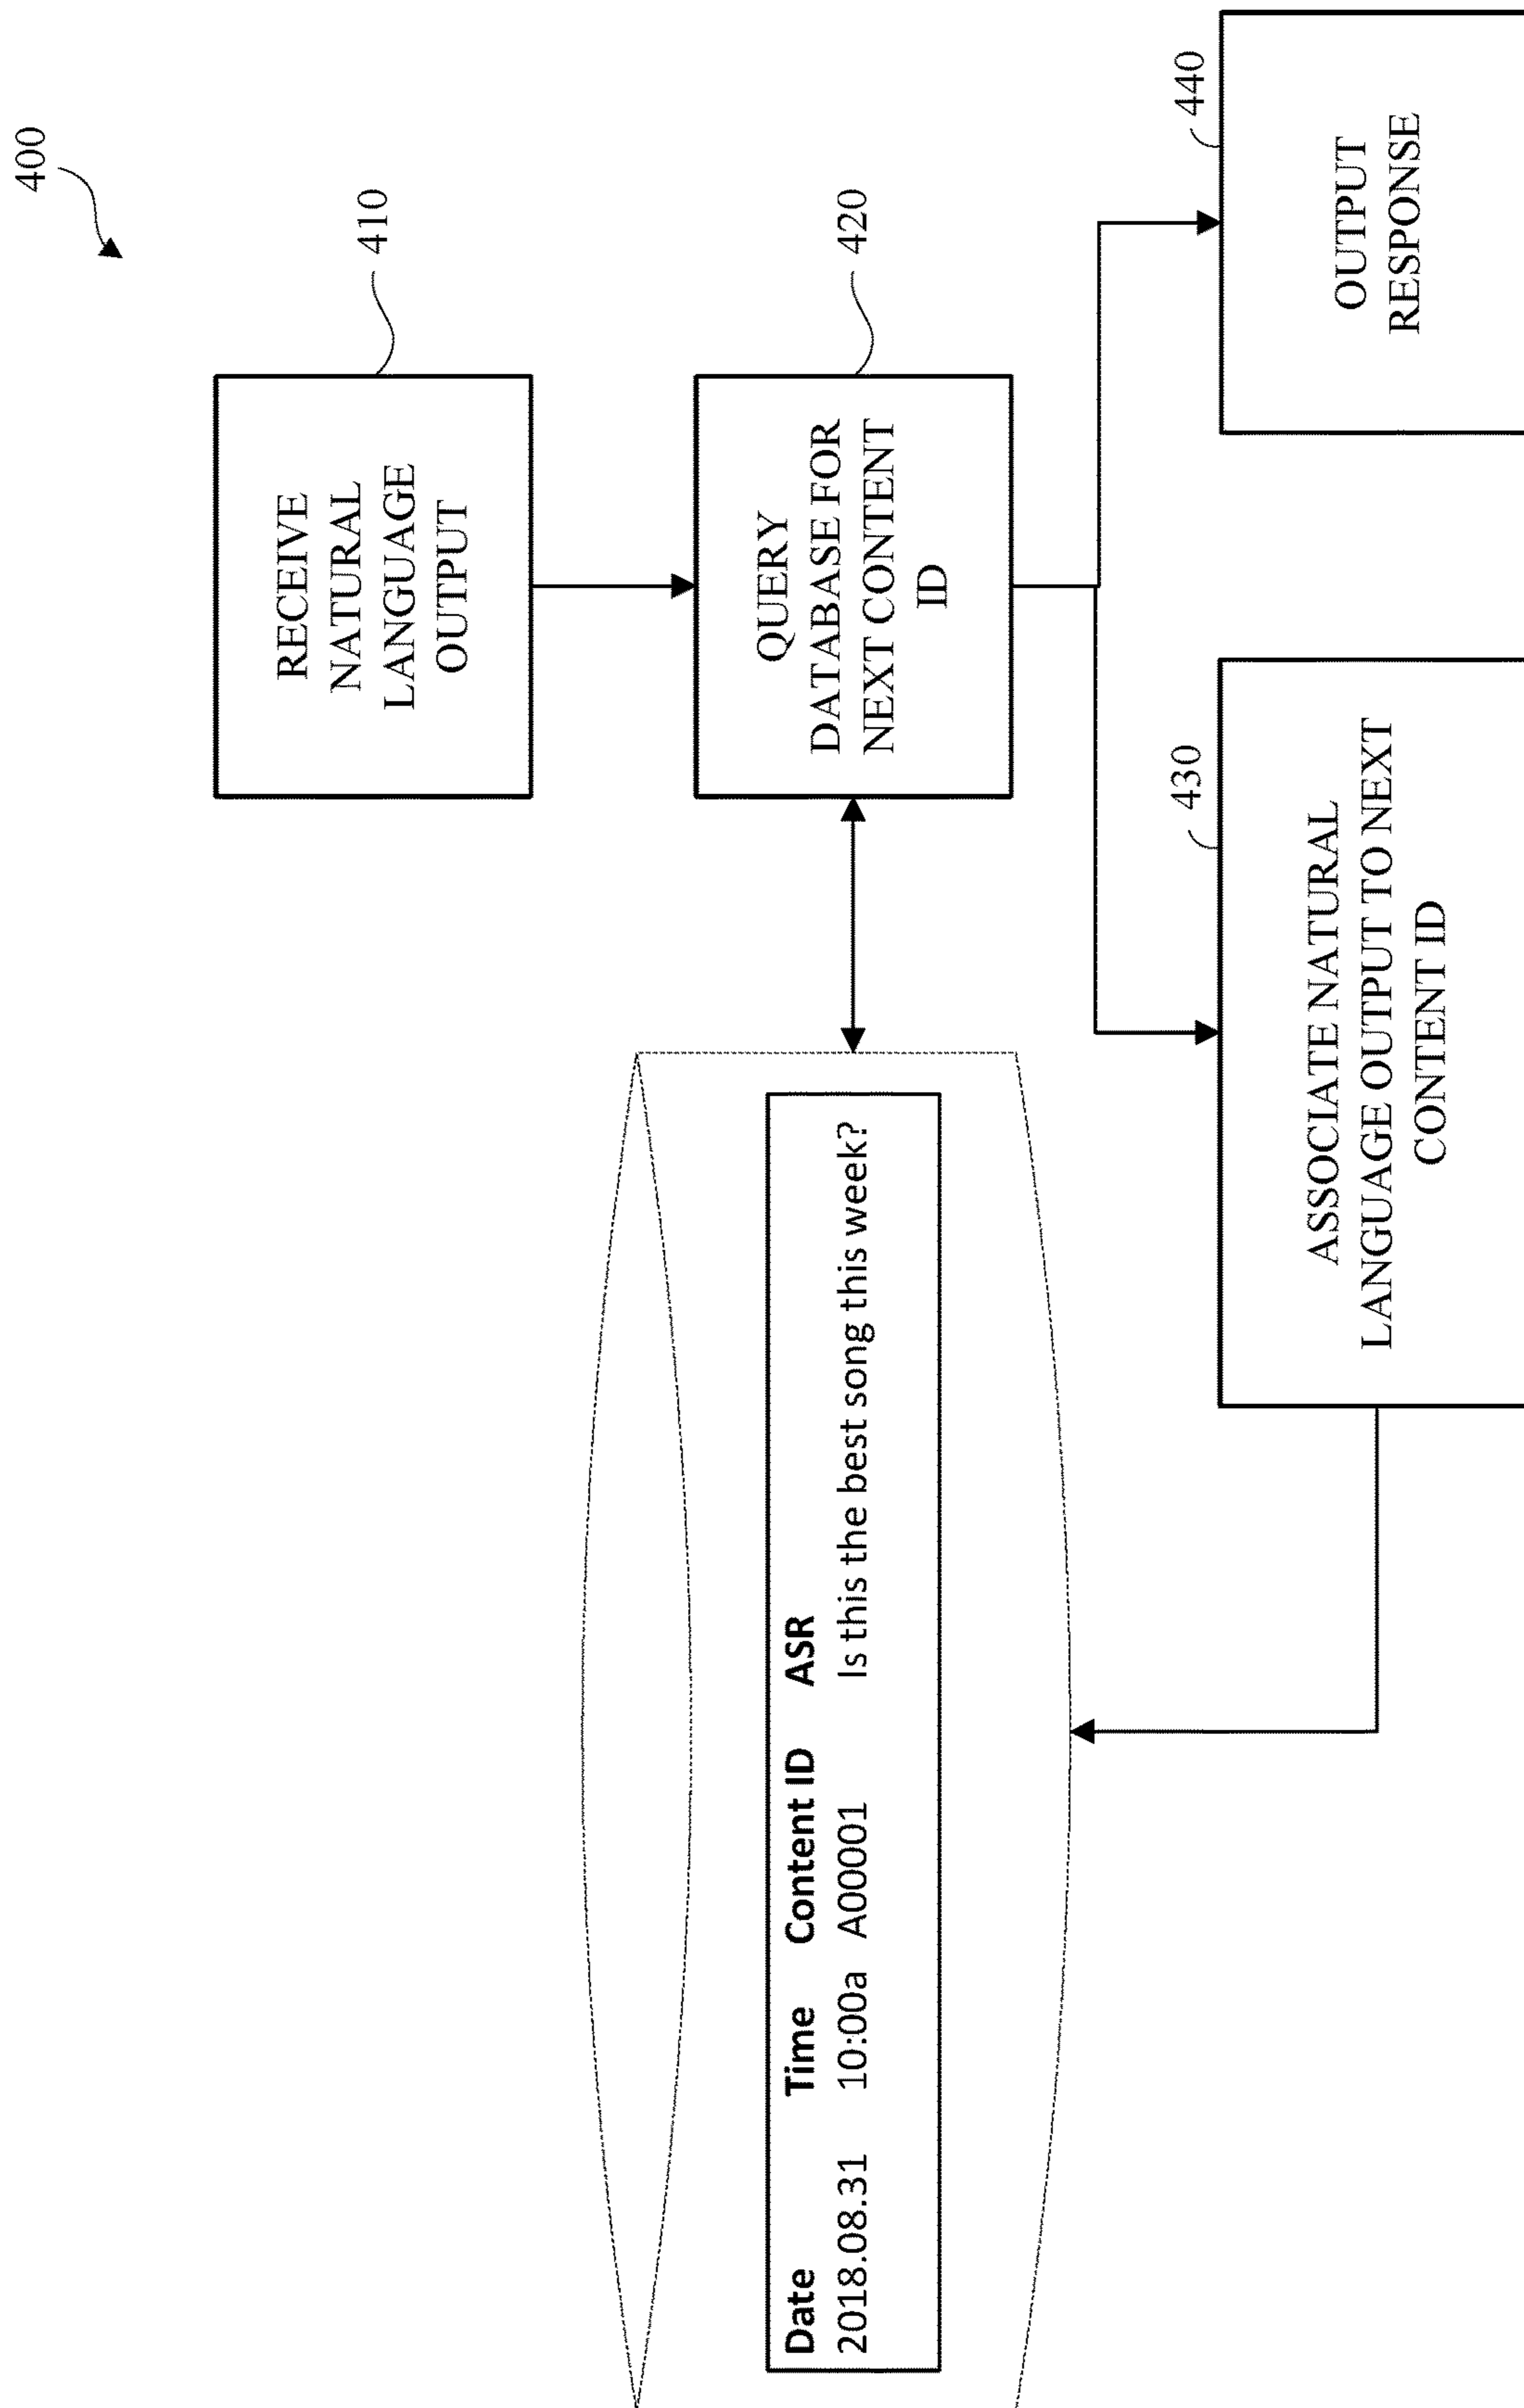 400
RECEIVE
NATURAL
LANGUAGE
OUTPUT
410
QUERY
DATABASE FOR
NEXT CONTENT
ID
420
Date Time Content ID ASR
2018.08.31 10:00a A00001 Is this the best song this week?
ASSOCIATE NATURAL
LANGUAGE OUTPUT TO NEXT
CONTENT ID
430
OUTPUT
RESPONSE
440